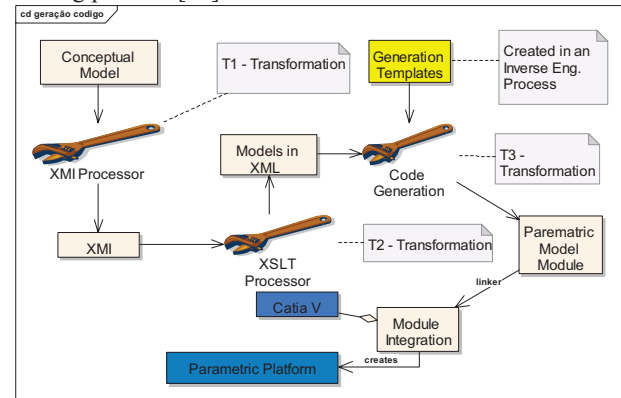 cd geração codigo
Conceptual
Model
T1 - Transformation
Generation
Templates
Created in an
Inverse Eng.
Process
XMI Processor
Models in
XML
Code
Generation
T3 -
Transformation
XMI
XSLT
Processor
T2 - Transformation
Parematric
Model
Module
linker
Catia V
Module
Integration
creates
Parametric Platform